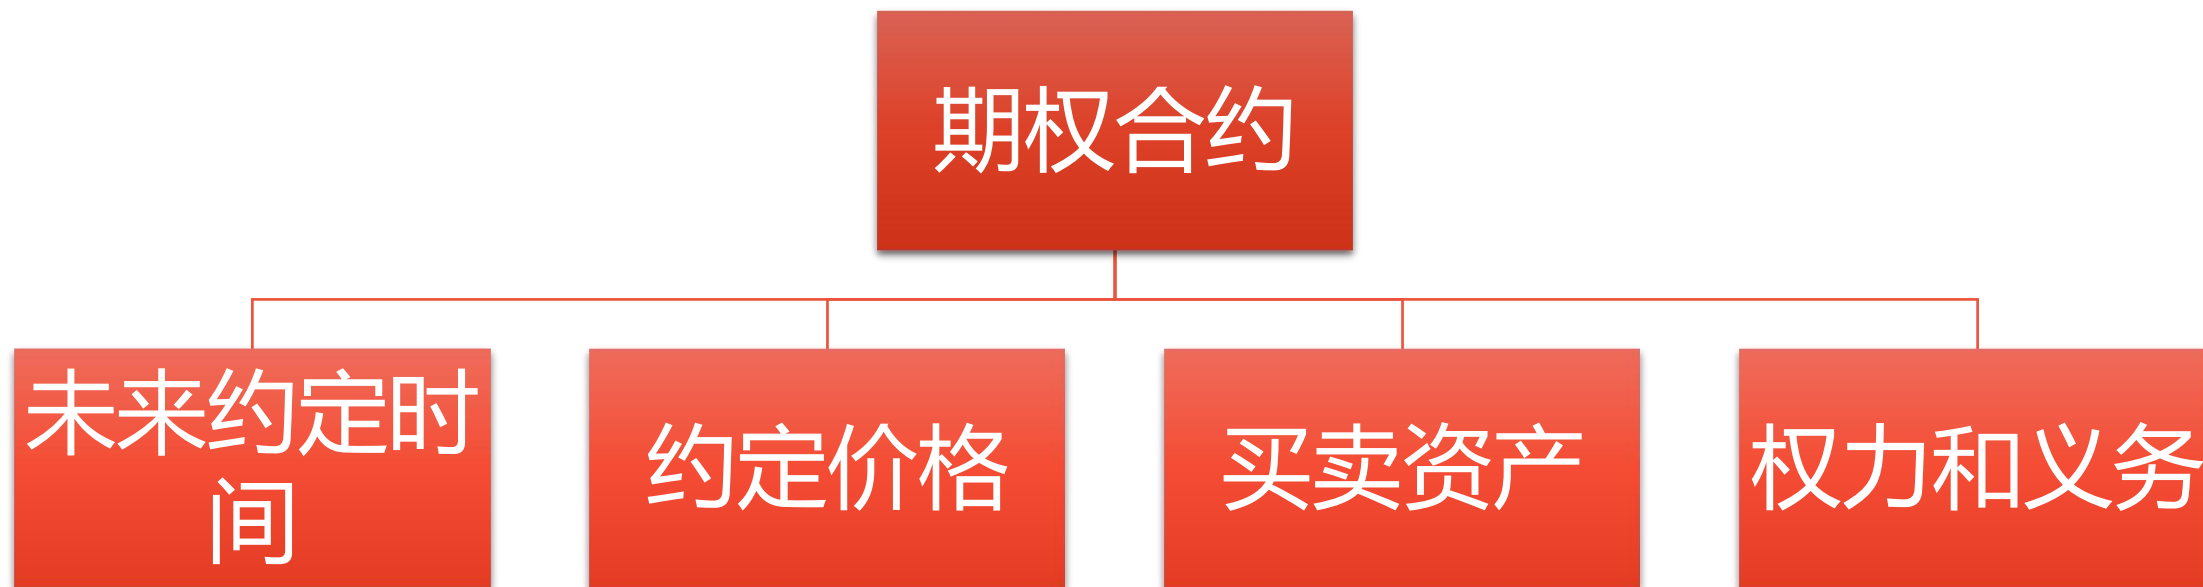 期权合约
未来约定时
间
约定价格
买卖资产
权力和义务